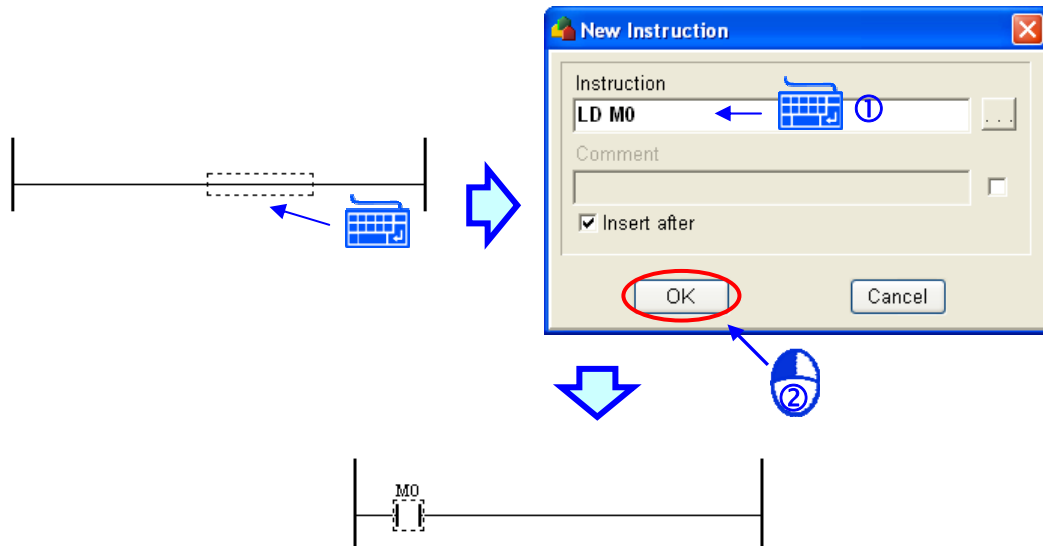 New Instruction
Instruction
LD M0
①
...
Comment
Insert after
OK
Cancel
②
M0